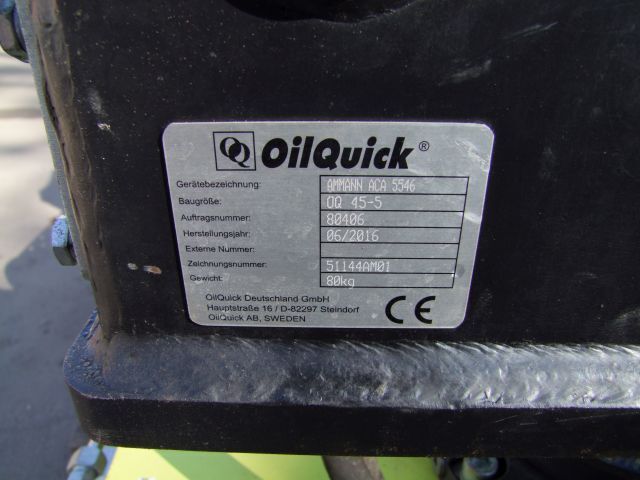 QQ OilQuick ®
Gerätebezeichnung: AMMANN ACA 5546
Baugröße: OQ 45-5
Auftragsnummer: 80406
Herstellungsjahr: 06/2016
Externe Nummer:
Zeichnungsnummer: 51144AM01
Gewicht: 80kg
OilQuick Deutschland GmbH
Hauptstraße 16 / D-82297 Steindorf
OilQuick AB, SWEDEN
CE